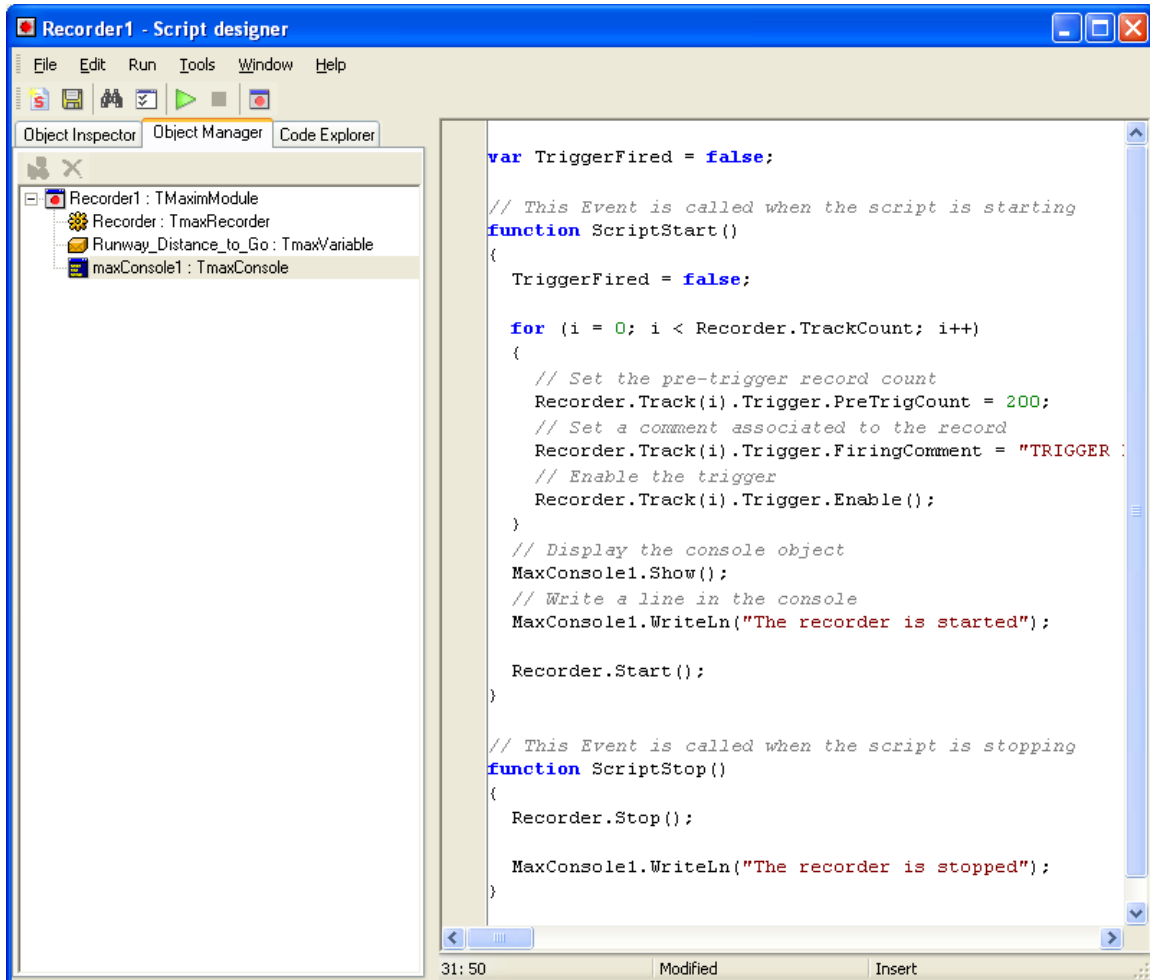 Recorder1 - Script designer
File Edit Run Tools Window Help
Object Inspector Object Manager Code Explorer
Recorder1 : TMaximModule
Recorder : TmaxRecorder
Runway_Distance_to_Go : TmaxVariable
maxConsole1 : TmaxConsole
var TriggerFired = false;
// This Event is called when the script is starting
function ScriptStart()
{
TriggerFired = false;
for (i = 0; i < Recorder.TrackCount; i++)
{
// Set the pre-trigger record count
Recorder.Track(i).Trigger.PreTrigCount = 200;
// Set a comment associated to the record
Recorder.Track(i).Trigger.FiringComment = "TRIGGER
// Enable the trigger
Recorder.Track(i).Trigger.Enable();
}
// Display the console object
MaxConsole1.Show();
// Write a line in the console
MaxConsole1.WriteLn("The recorder is started");
Recorder.Start();
}
// This Event is called when the script is stopping
function ScriptStop()
{
Recorder.Stop();
MaxConsole1.WriteLn("The recorder is stopped");
}
31: 50 Modified Insert